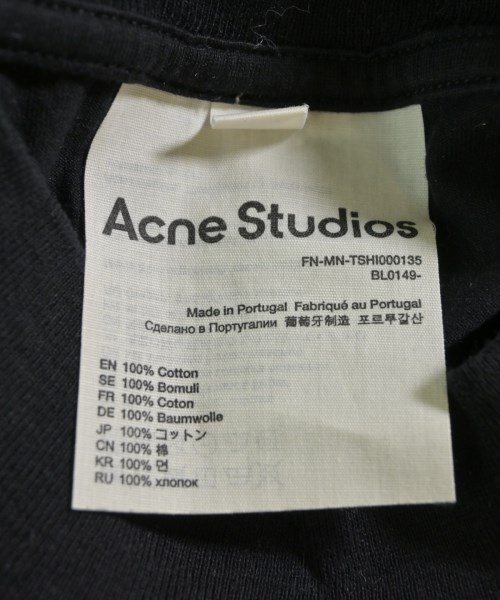 Acne Studios
FN-MN-TSHI000135
BL0149-
Made in Portugal Fabriqué au Portugal
Сделано в Португалии 葡萄牙制造 포르투갈산
EN 100% Cotton
SE 100% Bomull
FR 100% Coton
DE 100% Baumwolle
JP 100% コットン
CN 100% 棉
KR 100% 면
RU 100% хлопок